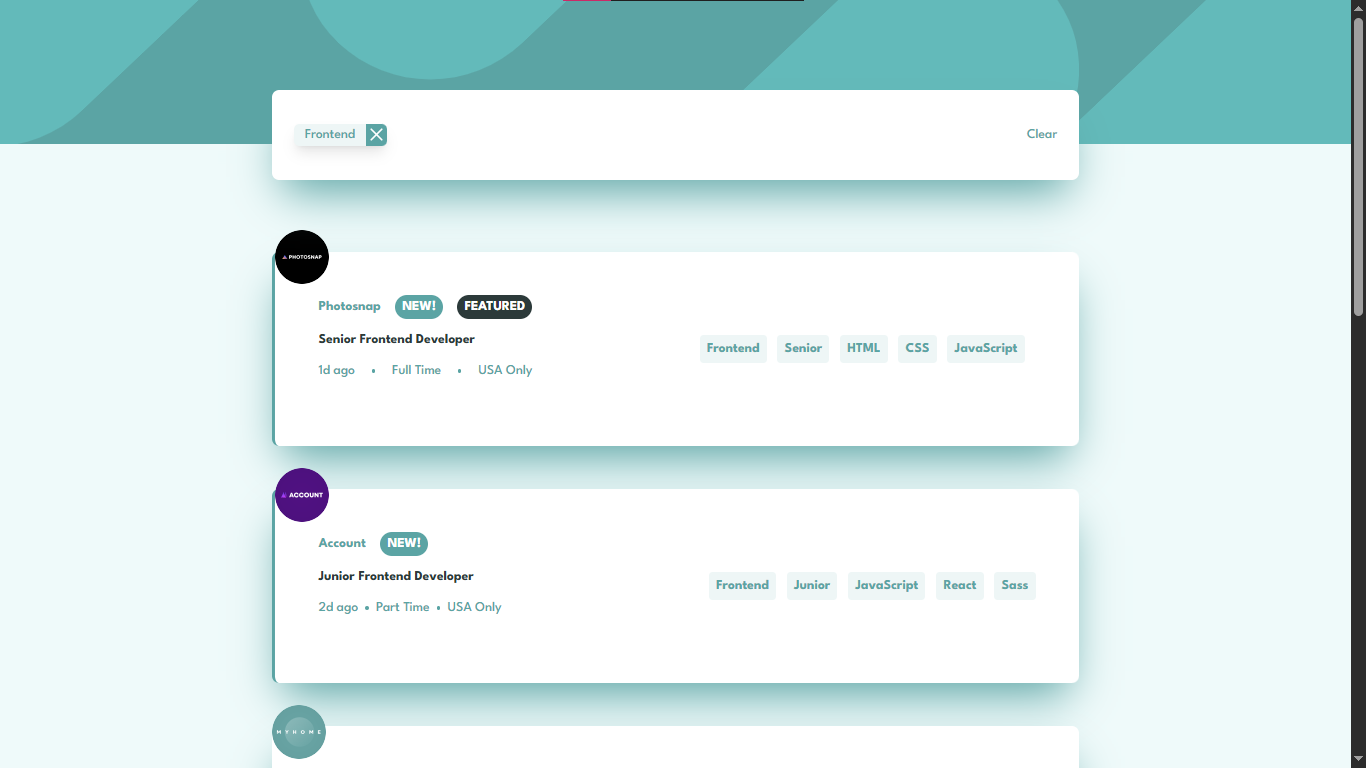 Frontend Clear
PHOTOSNAP
Photosnap NEW! FEATURED
Senior Frontend Developer
1d ago • Full Time • USA Only
Frontend Senior HTML CSS JavaScript
ACCOUNT
Account NEW!
Junior Frontend Developer
2d ago • Part Time • USA Only
Frontend Junior JavaScript React Sass
MYHOME